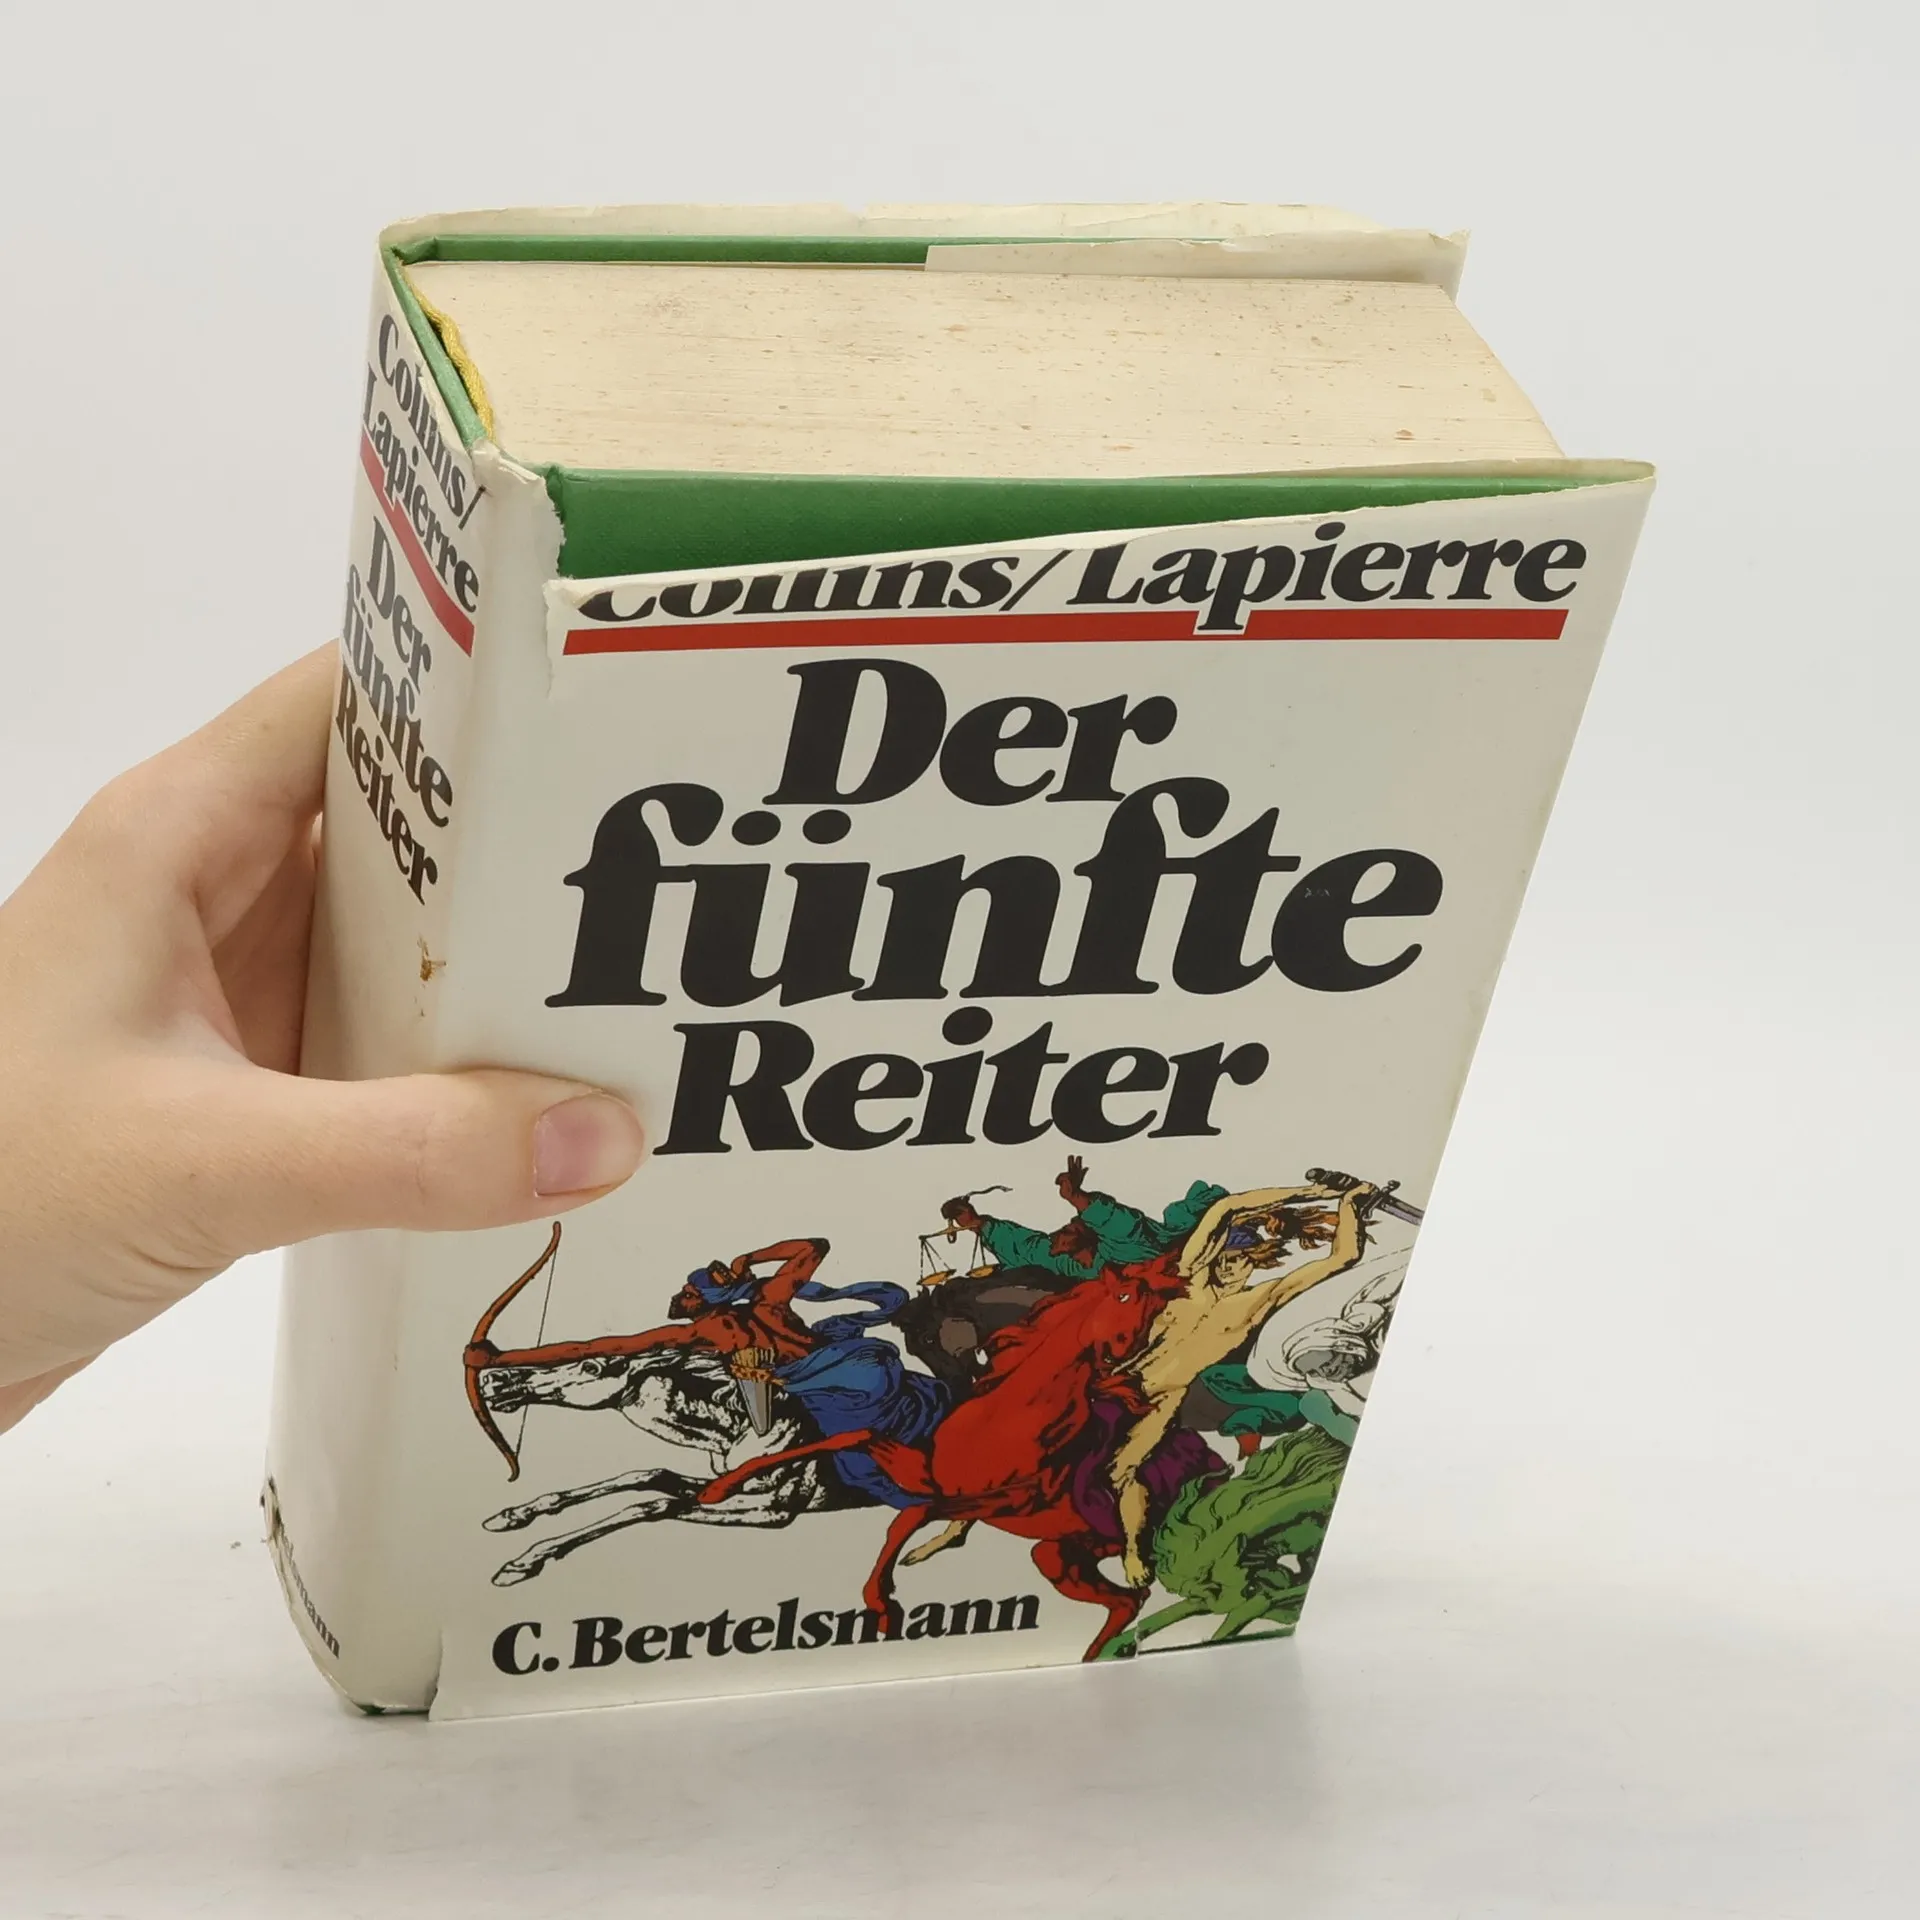 Collins/
Lapierre
Der
fünfte
Reiter
Collins/Lapierre
Der
fünfte
Reiter
C. Bertelsmann